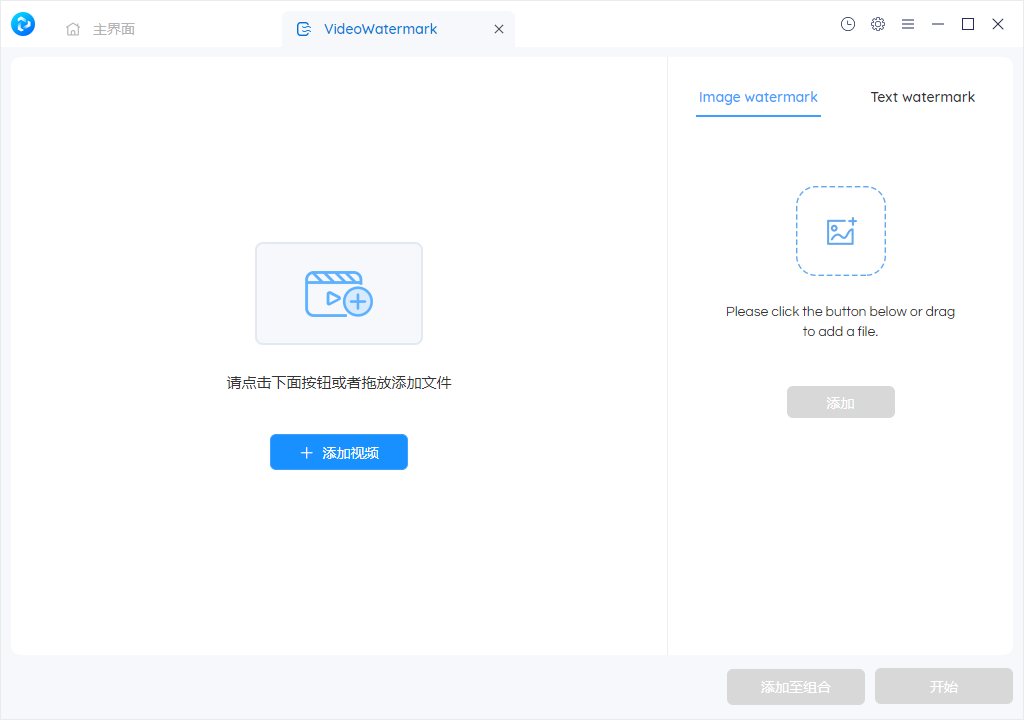 主界面
VideoWatermark
Image watermark
Text watermark
请点击下面按钮或者拖放添加文件
添加视频
Please click the button below or drag
to add a file.
添加
添加至组合
开始